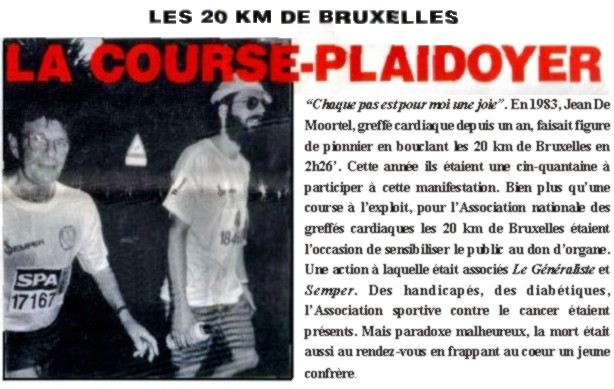 LES 20 KM DE BRUXELLES
LA COURSE-PLAIDOYER
"Chaque pas est pour moi une joie". En 1983, Jean De
Moortel, greffé cardiaque depuis un an, faisait figure
de pionnier en bouclant les 20 km de Bruxelles en
2h26'. Cette année ils étaient une cin-quantaine à
participer à cette manifestation. Bien plus qu'une
course à l'exploit, pour l'Association nationale des
greffés cardiaques les 20 km de Bruxelles étaient
l'occasion de sensibiliser le public au don d'organe.
Une action à laquelle était associés Le Généraliste et
Semper. Des handicapés, des diabétiques,
l'Association sportive contre le cancer étaient
présents. Mais paradoxe malheureux, la mort était
aussi au rendez-vous en frappant au coeur un jeune
confrère.
SEMPER
SPA
17167